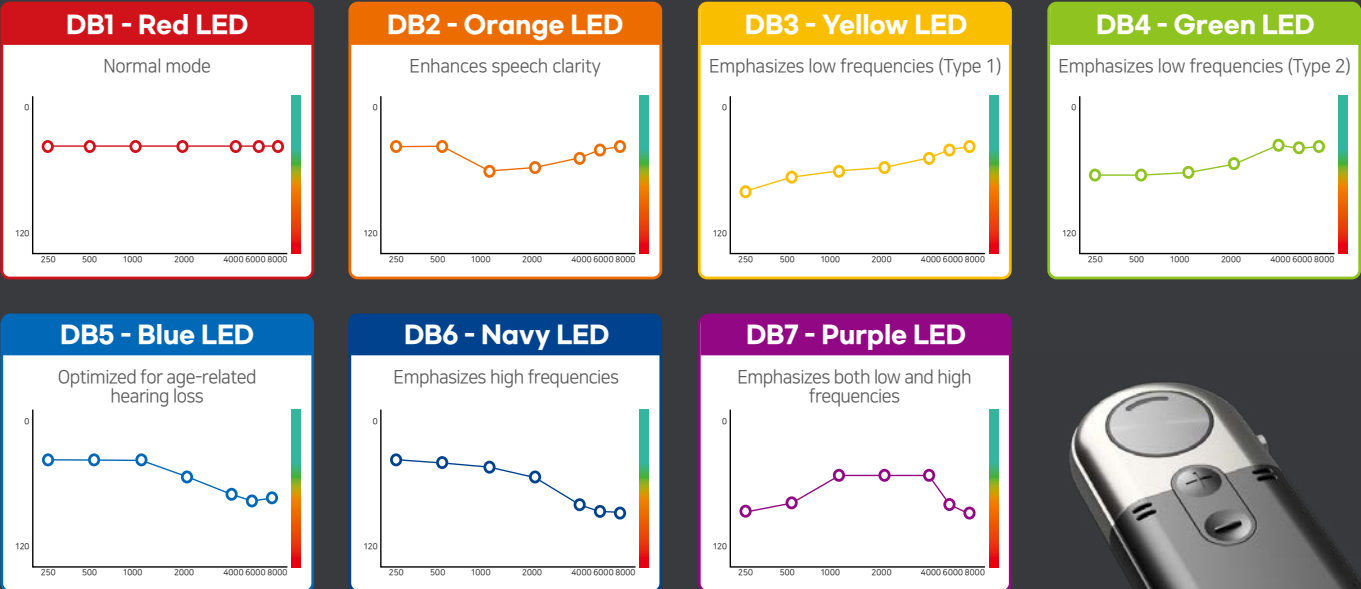 DB1 - Red LED
Normal mode
0
120
250 500 1000 2000 4000 6000 8000
DB2 - Orange LED
Enhances speech clarity
0
120
250 500 1000 2000 4000 6000 8000
DB3 - Yellow LED
Emphasizes low frequencies (Type 1)
0
120
250 500 1000 2000 4000 6000 8000
DB4 - Green LED
Emphasizes low frequencies (Type 2)
0
120
250 500 1000 2000 4000 6000 8000
DB5 - Blue LED
Optimized for age-related
hearing loss
0
120
250 500 1000 2000 4000 6000 8000
DB6 - Navy LED
Emphasizes high frequencies
0
120
250 500 1000 2000 4000 6000 8000
DB7 - Purple LED
Emphasizes both low and high
frequencies
0
120
250 500 1000 2000 4000 6000 8000
+
-